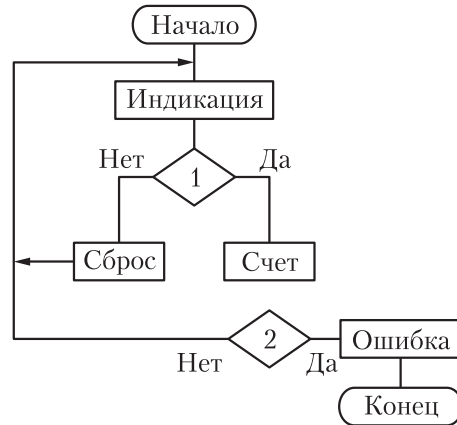 Начало
Индикация
Нет
Да
1
Сброс
Счет
2
Нет
Да
Ошибка
Конец